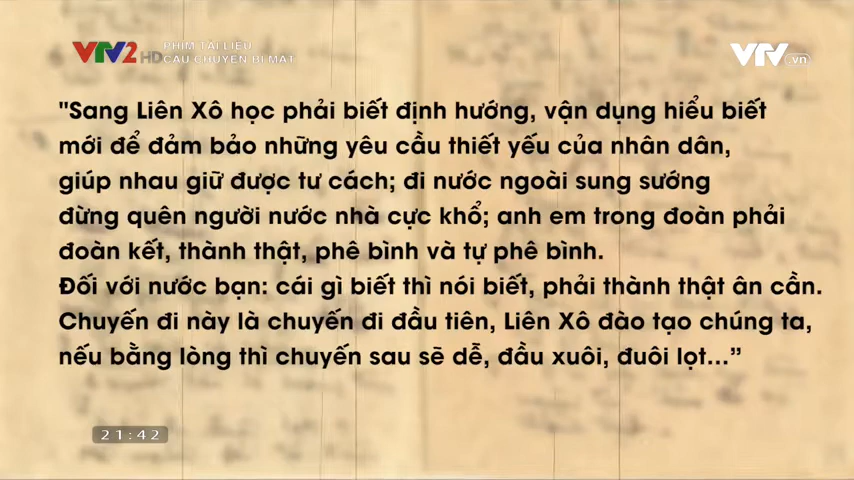 VTV2 HD PHIM TÀI LIỆU
CÂU CHUYỆN BÍ MẬT
VTV.vn
"Sang Liên Xô học phải biết định hướng, vận dụng hiểu biết
mới để đảm bảo những yêu cầu thiết yếu của nhân dân,
giúp nhau giữ được tư cách; đi nước ngoài sung sướng
đừng quên người nước nhà cực khổ; anh em trong đoàn phải
đoàn kết, thành thật, phê bình và tự phê bình.
Đối với nước bạn: cái gì biết thì nói biết, phải thành thật ân cần.
Chuyến đi này là chuyến đi đầu tiên, Liên Xô đào tạo chúng ta,
nếu bằng lòng thì chuyến sau sẽ dễ, đầu xuôi, đuôi lọt...”
21:42